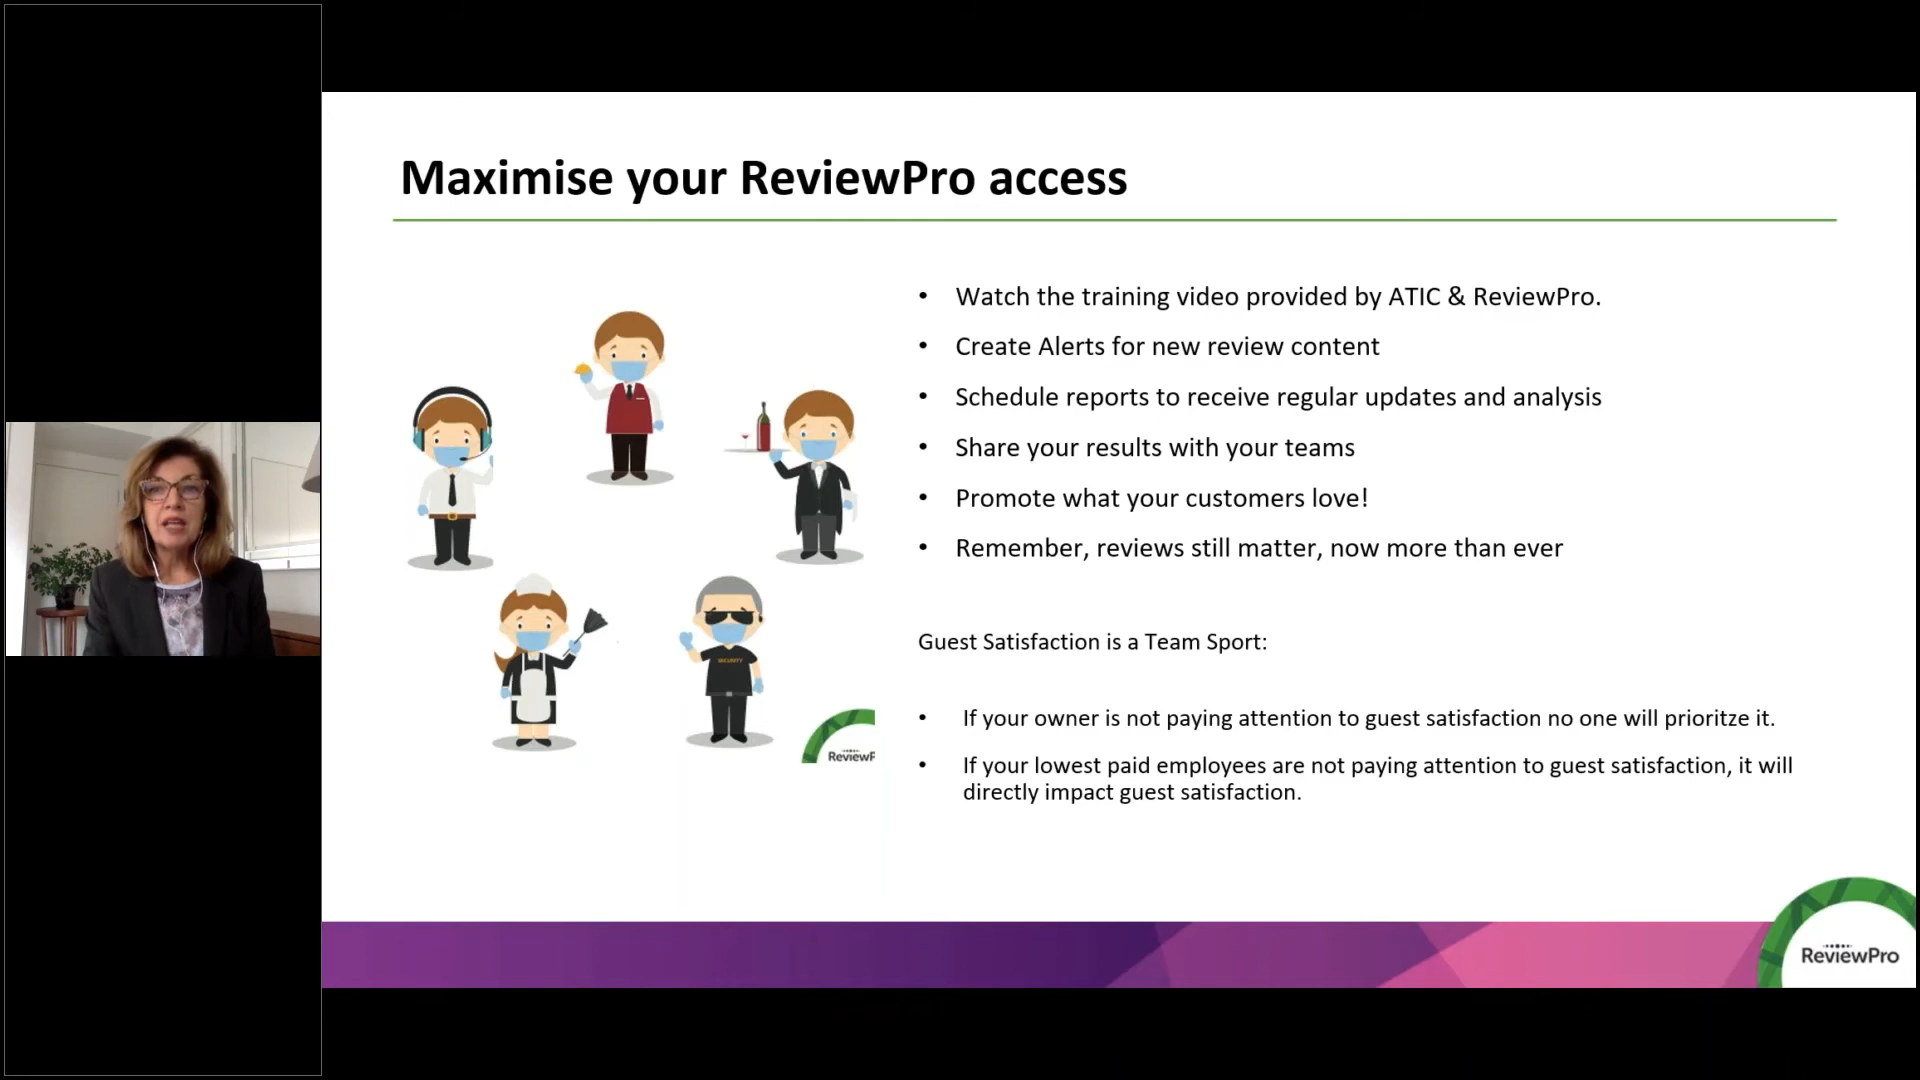 Maximise your ReviewPro access
• Watch the training video provided by ATIC & ReviewPro.
• Create Alerts for new review content
• Schedule reports to receive regular updates and analysis
• Share your results with your teams
• Promote what your customers love!
• Remember, reviews still matter, now more than ever
Guest Satisfaction is a Team Sport:
• If your owner is not paying attention to guest satisfaction no one will prioritze it.
• If your lowest paid employees are not paying attention to guest satisfaction, it will
directly impact guest satisfaction.
SECURITY
ReviewP
ReviewPro